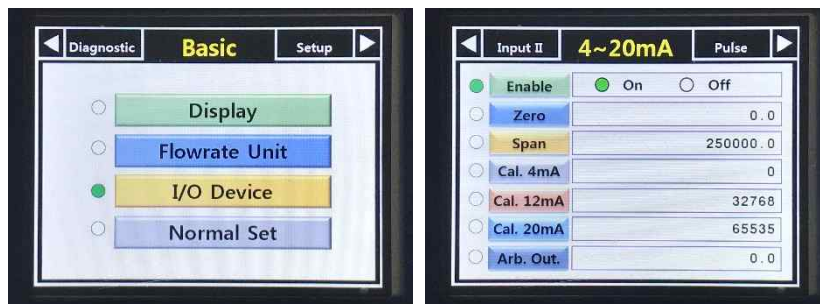 Diagnostic Basic Setup
Display
Flowrate Unit
I/O Device
Normal Set
Input II 4~20mA Pulse
Enable On Off
Zero 0.0
Span 250000.0
Cal. 4mA 0
Cal. 12mA 32768
Cal. 20mA 65535
Arb. Out. 0.0